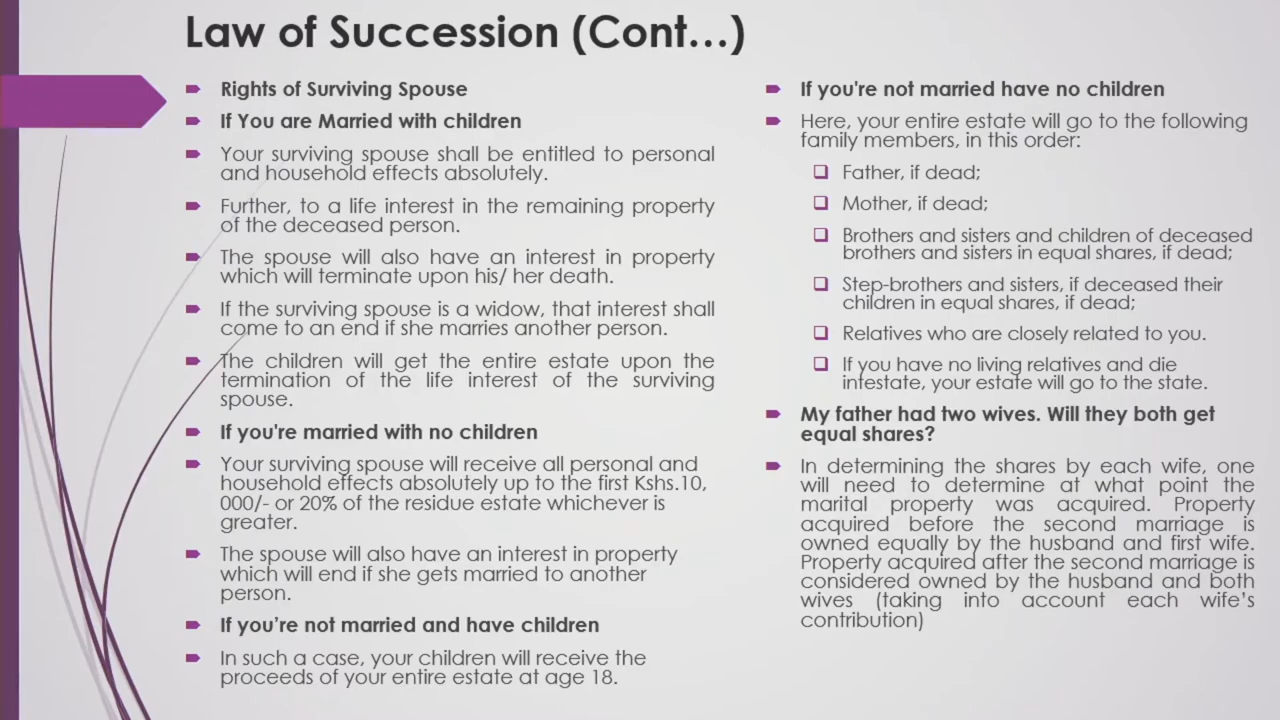 Law of Succession (Cont…)
Rights of Surviving Spouse
If You are Married with children
Your surviving spouse shall be entitled to personal
and household effects absolutely.
Further, to a life interest in the remaining property
of the deceased person.
The spouse will also have an interest in property
which will terminate upon his/ her death.
If the surviving spouse is a widow, that interest shall
come to an end if she marries another person.
The children will get the entire estate upon the
termination of the life interest of the surviving
spouse.
If you're married with no children
Your surviving spouse will receive all personal and
household effects absolutely up to the first Kshs.10,
000/- or 20% of the residue estate whichever is
greater.
The spouse will also have an interest in property
which will end if she gets married to another
person.
If you’re not married and have children
In such a case, your children will receive the
proceeds of your entire estate at age 18.
If you're not married have no children
Here, your entire estate will go to the following
family members, in this order:
Father, if dead;
Mother, if dead;
Brothers and sisters and children of deceased
brothers and sisters in equal shares, if dead;
Step-brothers and sisters, if deceased their
children in equal shares, if dead;
Relatives who are closely related to you.
If you have no living relatives and die
intestate, your estate will go to the state.
My father had two wives. Will they both get
equal shares?
In determining the shares by each wife, one
will need to determine at what point the
marital property was acquired. Property
acquired before the second marriage is
owned equally by the husband and first wife.
Property acquired after the second marriage is
considered owned by the husband and both
wives (taking into account each wife’s
contribution)